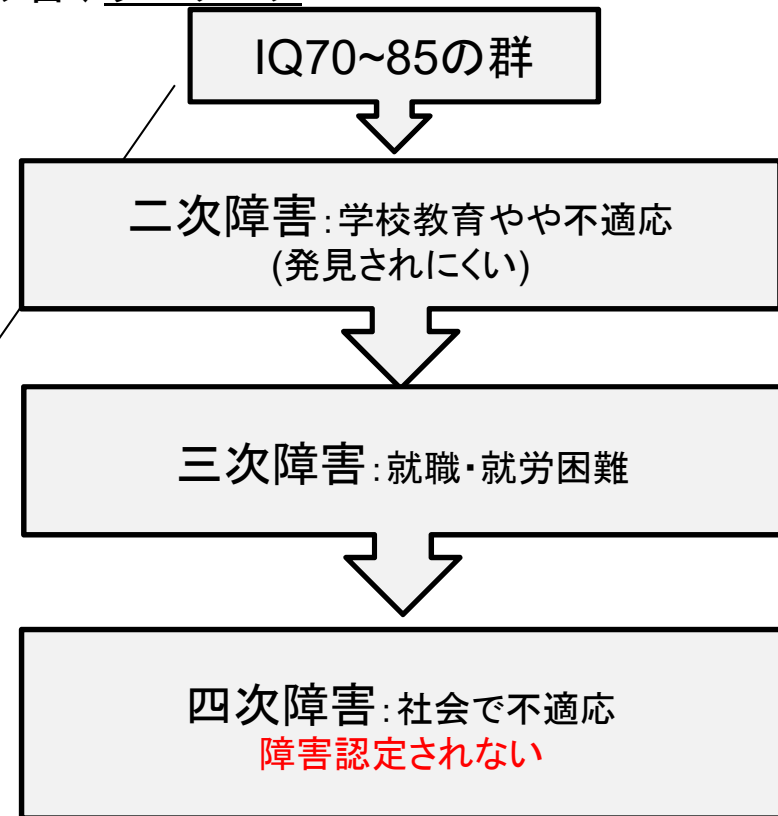 IQ70~85の群
二次障害:学校教育やや不適応
(発見されにくい)
三次障害:就職・就労困難
四次障害:社会で不適応
障害認定されない